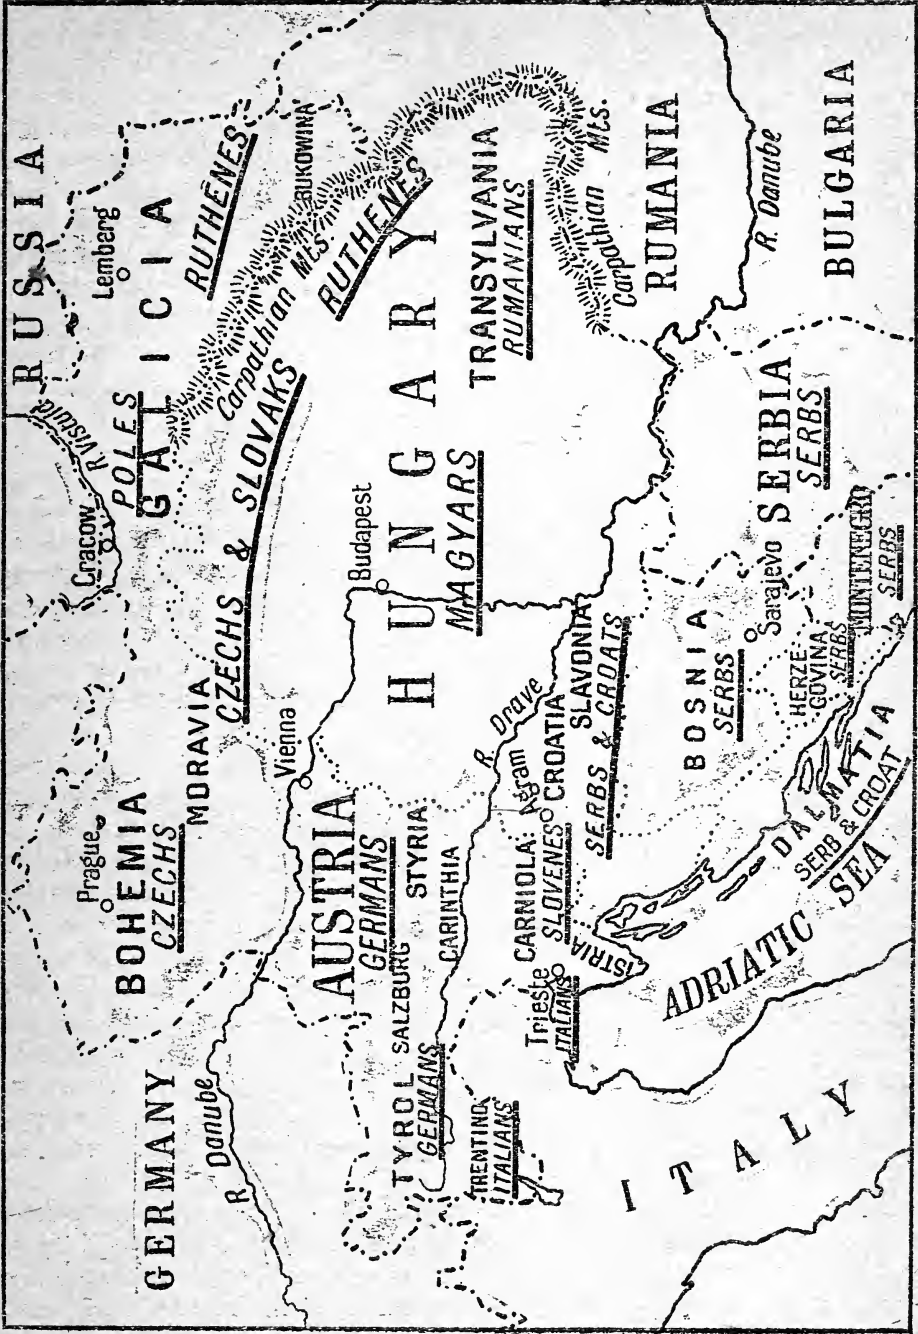 RUSSIA
GERMANY
R. Danube
Prague
BOHEMIA
CZECHS
MORAVIA
CZECHS & SLOVAKS
Cracow
R. Vistula
POLES
GALICIA
Lemberg
RUTHENES
BUKOWINA
Carpathian Mts.
RUTHENES
Vienna
AUSTRIA
GERMANS
Budapest
HUNGARY
MAGYARS
TRANSYLVANIA
RUMANIANS
Carpathian Mts.
RUMANIA
TYROL
GERMANS
SALZBURG
STYRIA
CARINTHIA
TRENTINO
ITALIANS
R. Drave
Trieste
ITALIANS
CARNIOLA
SLOVENES
Agram
CROATIA
SLAVONIA
SERBS & CROATS
ISTRIA
BOSNIA
SERBS
Sarajevo
SERBIA
SERBS
HERZE-
GOVINA
SERBS
MONTENEGRO
SERBS
DALMATIA
SERB & CROAT
ADRIATIC SEA
ITALY
R. Danube
BULGARIA